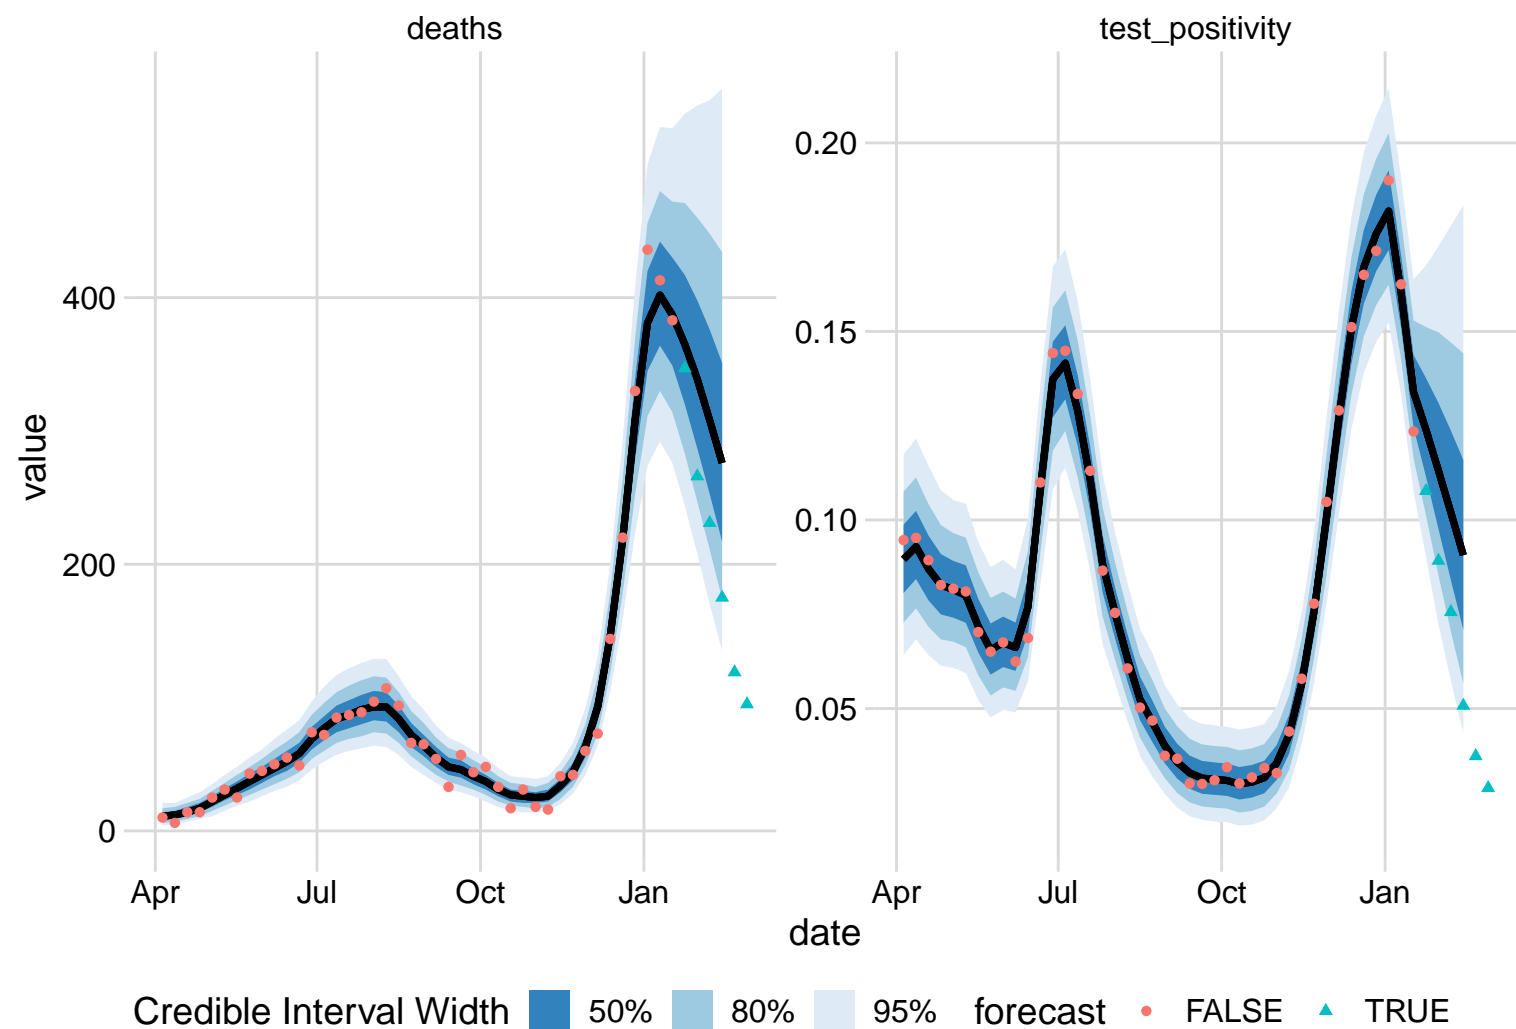 deaths
test_positivity
value
400
200
0
0.20
0.15
0.10
0.05
Apr Jul Oct Jan
Apr Jul Oct Jan
date
Credible Interval Width 50% 80% 95% forecast FALSE TRUE